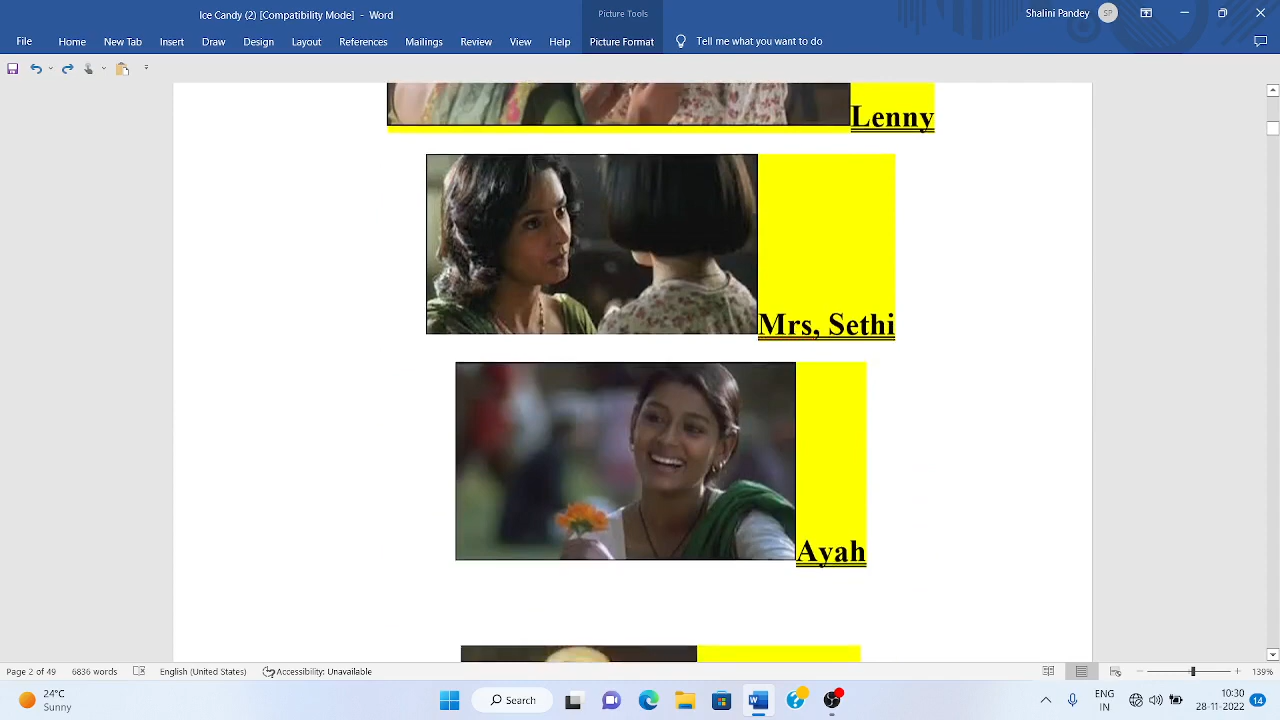 Ice Candy (2) [Compatibility Mode] - Word
Picture Tools
Shalni Pandey
SP
File Home New Tab Insert Draw Design Layout References Mailings Review View Help Picture Format Tell me what you want to do
Lenny
Mrs, Sethi
Ayah
Page 2 of 49 6836 words English (United States) Accessibility: Unavailable 139%
24°C
Sunny
Search
ENG
IN
10:30
28-11-2022
14